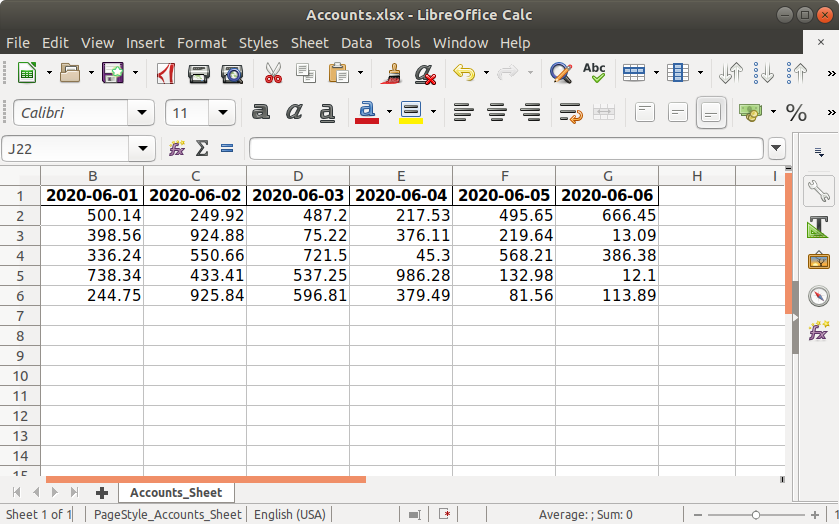 Accounts.xlsx - LibreOffice Calc
File Edit View Insert Format Styles Sheet Data Tools Window Help
Abc
Calibri 11 a a a a %
J22 fx Σ =
B C D E F G H I
1 2020-06-01 2020-06-02 2020-06-03 2020-06-04 2020-06-05 2020-06-06
2 500.14 249.92 487.2 217.53 495.65 666.45
3 398.56 924.88 75.22 376.11 219.64 13.09
4 336.24 550.66 721.5 45.3 568.21 386.38
5 738.34 433.41 537.25 986.28 132.98 12.1
6 244.75 925.84 596.81 379.49 81.56 113.89
7
8
9
10
11
12
13
14
15
Accounts_Sheet
Sheet 1 of 1 PageStyle_Accounts_Sheet English (USA) Average: ; Sum: 0